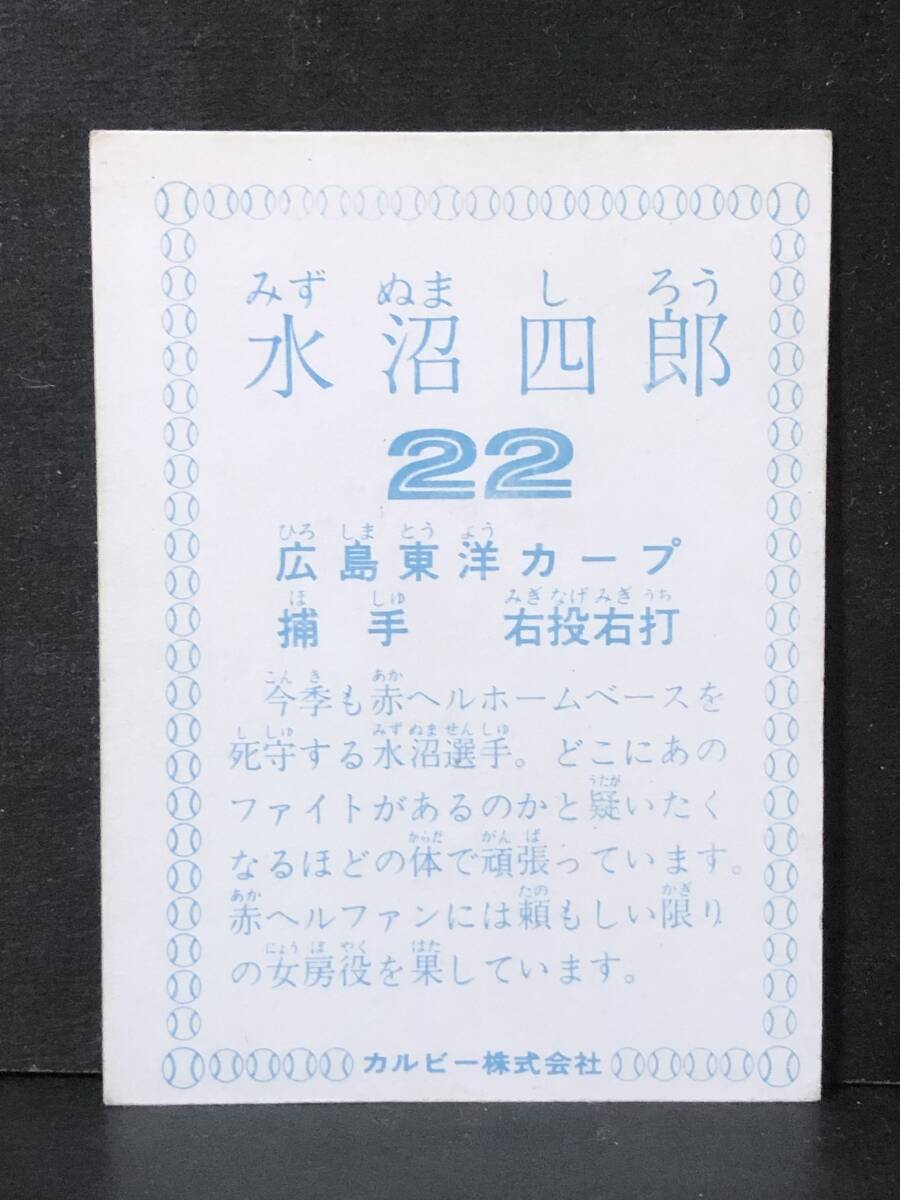 みず ぬま し ろう
水沼四郎
22
ひろ しま とう よう
広島東洋カープ
ほ しゅ みぎ なげ みぎ うち
捕手 右投右打
こん き あか
今季も赤ヘルホームベースを
し しゅ みず ぬま せん しゅ
死守する水沼選手。どこにあの
うたが
ファイトがあるのかと疑いたく
からだ がん ば
なるほどの体で頑張っています。
あか たの かぎ
赤ヘルファンには頼もしい限り
にょう ぼ やく はた
の女房役を果しています。
カルビー株式会社